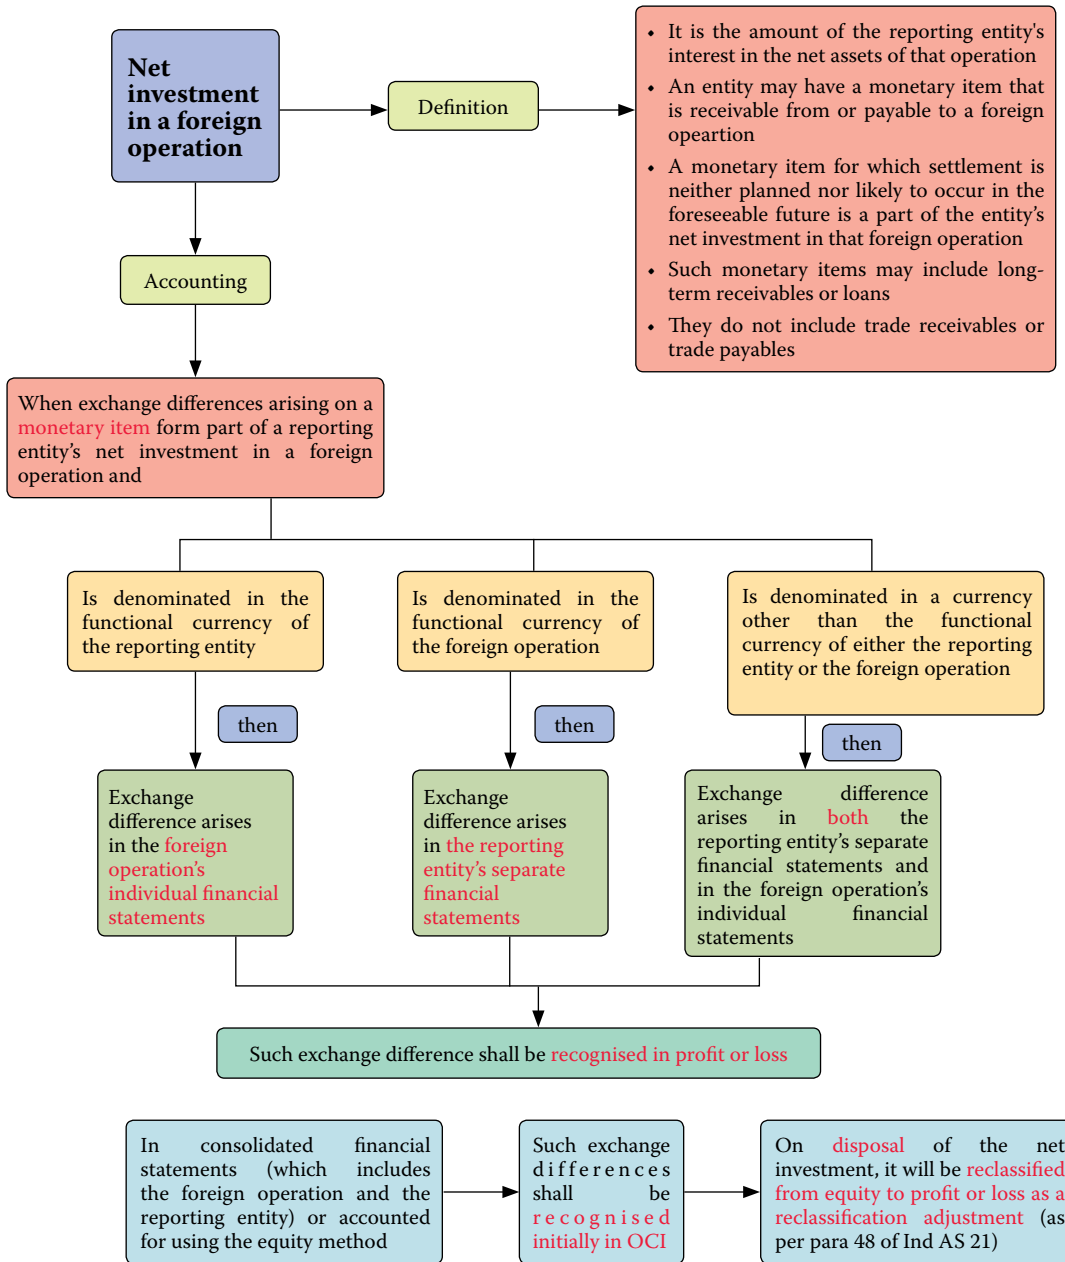 Net
investment
in a foreign
operation
Definition
• It is the amount of the reporting entity's
interest in the net assets of that operation
• An entity may have a monetary item that
is receivable from or payable to a foreign
opeartion
• A monetary item for which settlement is
neither planned nor likely to occur in the
foreseeable future is a part of the entity's
net investment in that foreign operation
• Such monetary items may include long-
term receivables or loans
• They do not include trade receivables or
trade payables
Accounting
When exchange differences arising on a
monetary item form part of a reporting
entity's net investment in a foreign
operation and
Is denominated in the
functional currency of
the reporting entity
Is denominated in the
functional currency of
the foreign operation
Is denominated in a currency
other than the functional
currency of either the reporting
entity or the foreign operation
then
then
then
Exchange
difference arises
in the foreign
operation's
individual financial
statements
Exchange
difference arises
in the reporting
entity's separate
financial
statements
Exchange difference
arises in both the
reporting entity's separate
financial statements and
in the foreign operation's
individual financial
statements
Such exchange difference shall be recognised in profit or loss
In consolidated financial
statements (which includes
the foreign operation and the
reporting entity) or accounted
for using the equity method
Such exchange
differences
shall be
recognised
initially in OCI
On disposal of the net
investment, it will be reclassified
from equity to profit or loss as a
reclassification adjustment (as
per para 48 of Ind AS 21)